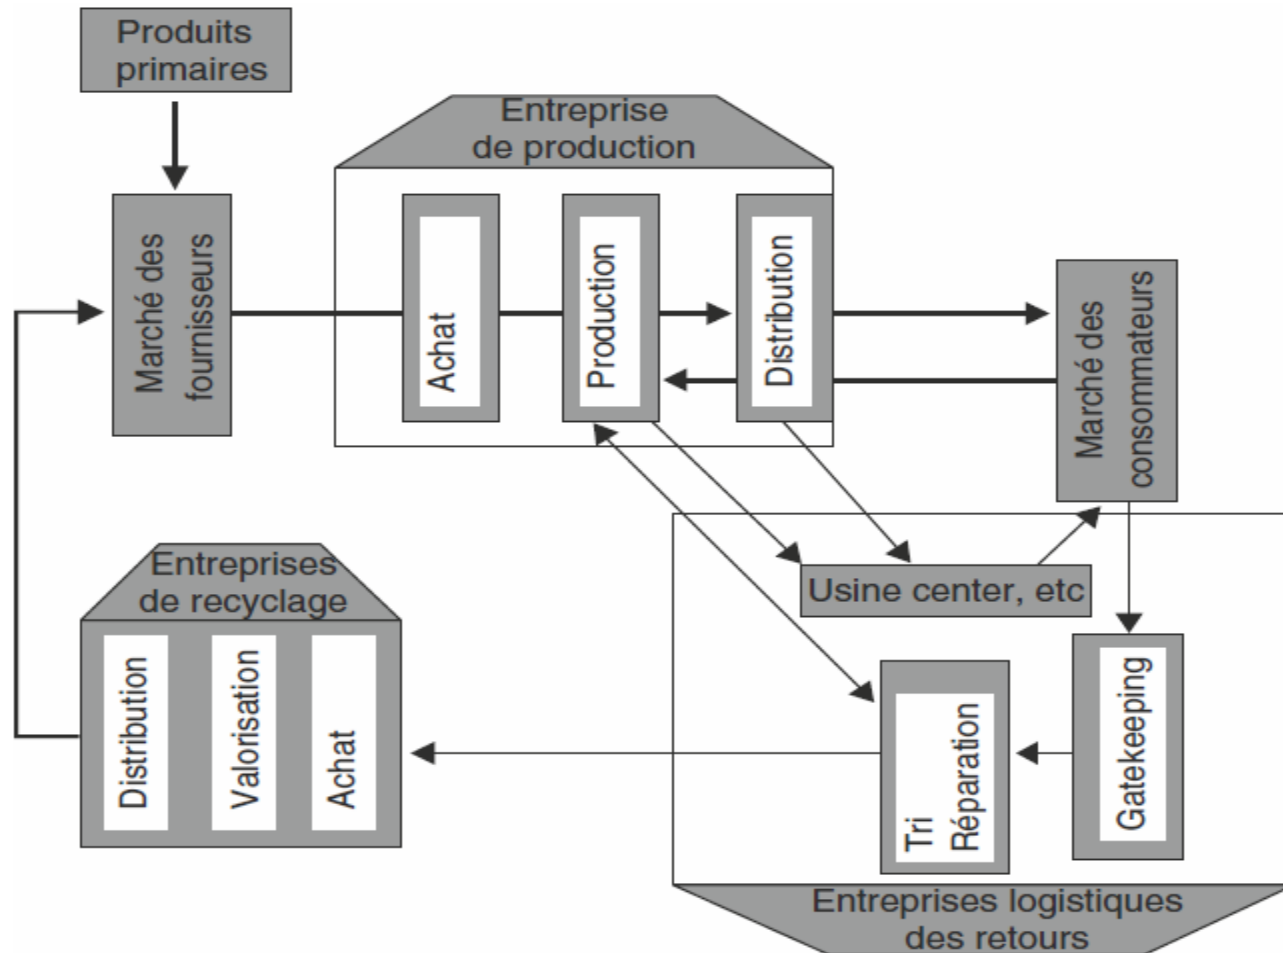 Produits
primaires
Entreprise
de production
Marché des
fournisseurs
Achat
Production
Distribution
Marché des
consommateurs
Usine center, etc
Entreprises
de recyclage
Distribution
Valorisation
Achat
Tri
Réparation
Gatekeeping
Entreprises logistiques
des retours